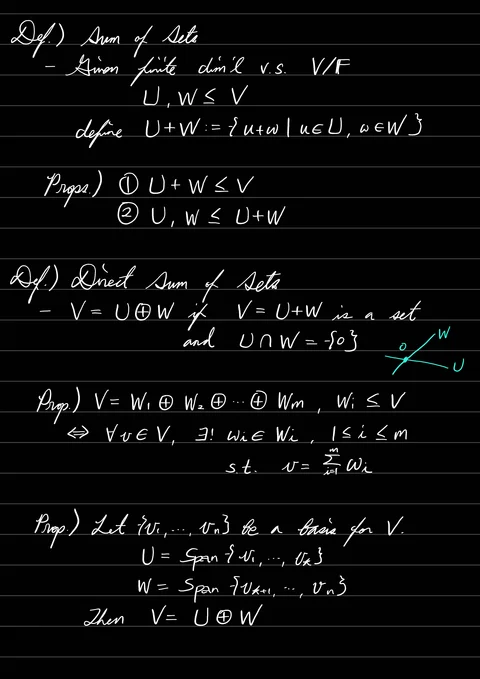 Def.) Sum of Sets
- Given finite dim'l v.s. V/F
U, W ≤ V
define U+W := {u+w | u∈U, w∈W}
Props.) ① U+W ≤ V
② U, W ≤ U+W
Def.) Direct Sum of Sets
- V = U⊕W if V = U+W is a set
and U∩W = {0}
0 W
U
Prop.) V = W₁ ⊕ W₂ ⊕ ⋯ ⊕ Wm, Wi ≤ V
⇔ ∀v∈V, ∃! wi∈Wi, 1≤i≤m
s.t. v = ∑_{i=1}^{m} wi
Prop.) Let {v₁, ⋯, vn} be a basis for V.
U = Span{v₁, ⋯, vk}
W = Span{vk+1, ⋯, vn}
Then V = U⊕W